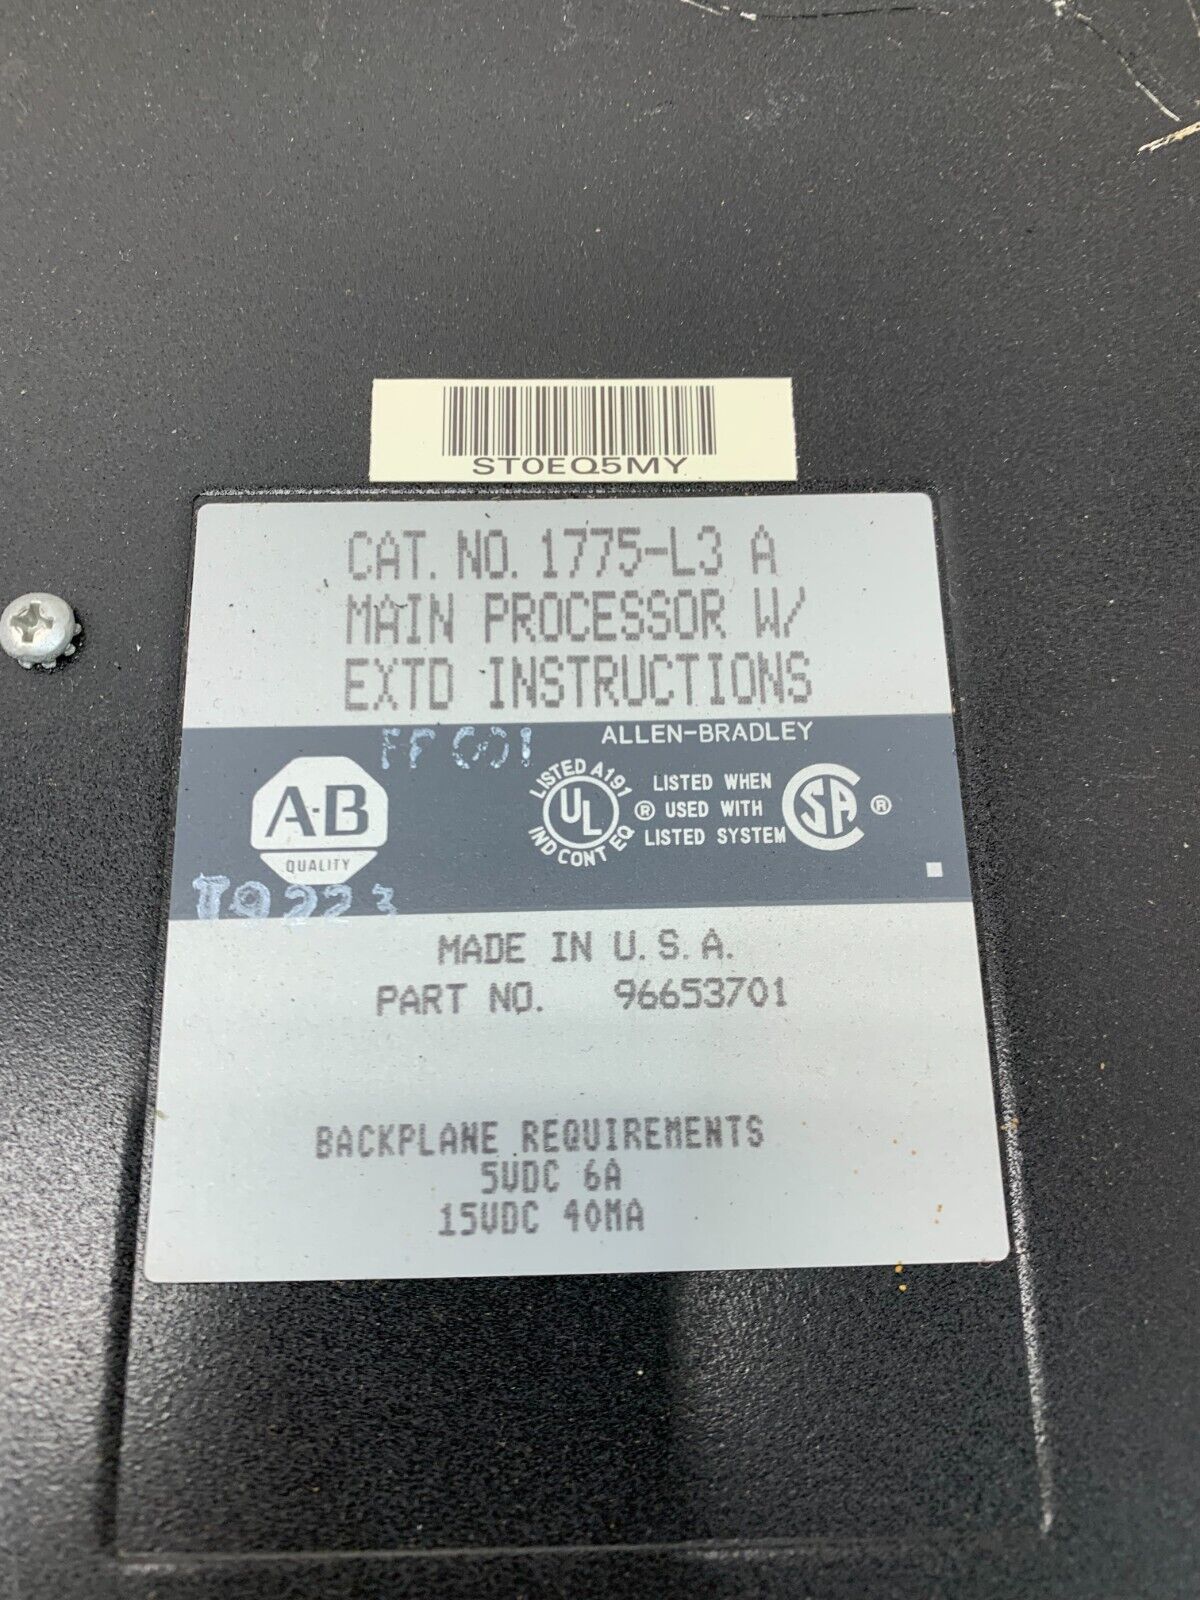 ST0EQ5MY
CAT. NO. 1775-L3 A
MAIN PROCESSOR W/
EXTD INSTRUCTIONS
FF 001
ALLEN-BRADLEY
A-B
QUALITY
LISTED A191
UL
IND CONT EQ
®
LISTED WHEN
USED WITH
LISTED SYSTEM
SA ®
T9223
MADE IN U.S.A.
PART NO. 96653701
BACKPLANE REQUIREMENTS
5VDC 6A
15VDC 40MA